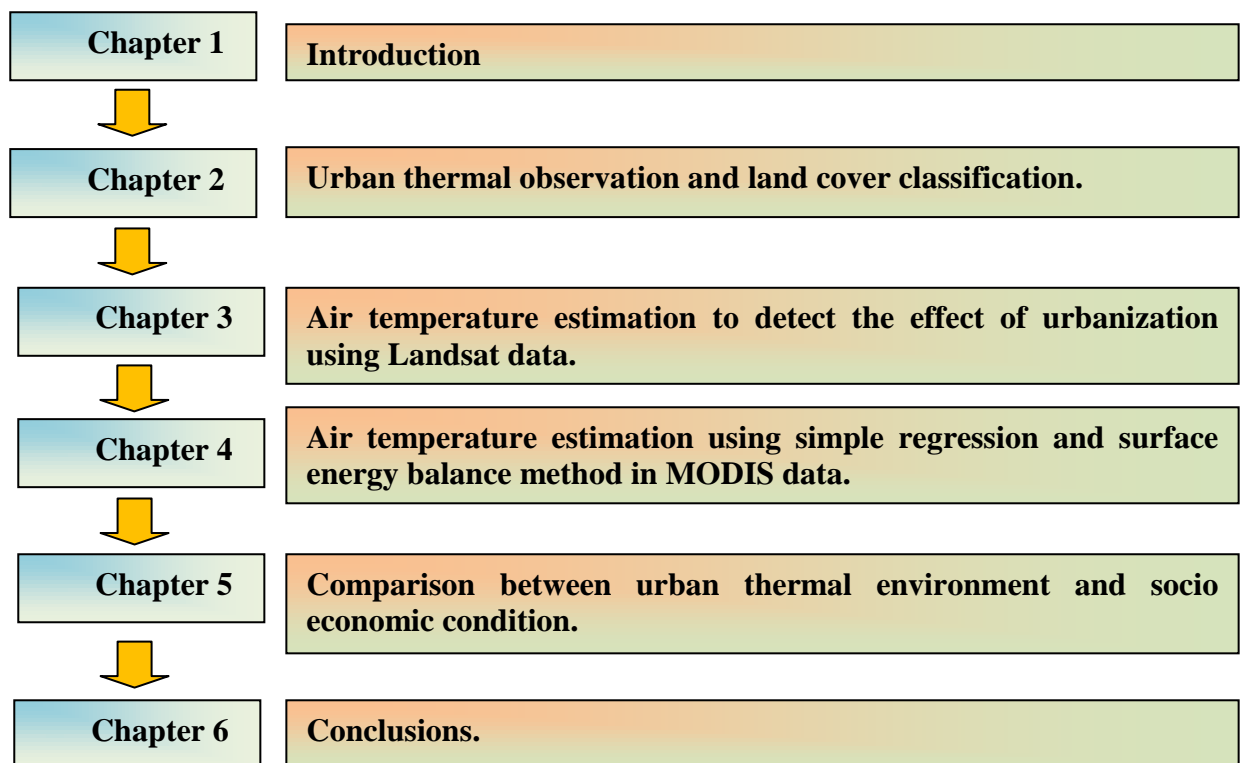 Chapter 1
Introduction
Chapter 2
Urban thermal observation and land cover classification.
Chapter 3
Air temperature estimation to detect the effect of urbanization
using Landsat data.
Chapter 4
Air temperature estimation using simple regression and surface
energy balance method in MODIS data.
Chapter 5
Comparison between urban thermal environment and socio
economic condition.
Chapter 6
Conclusions.